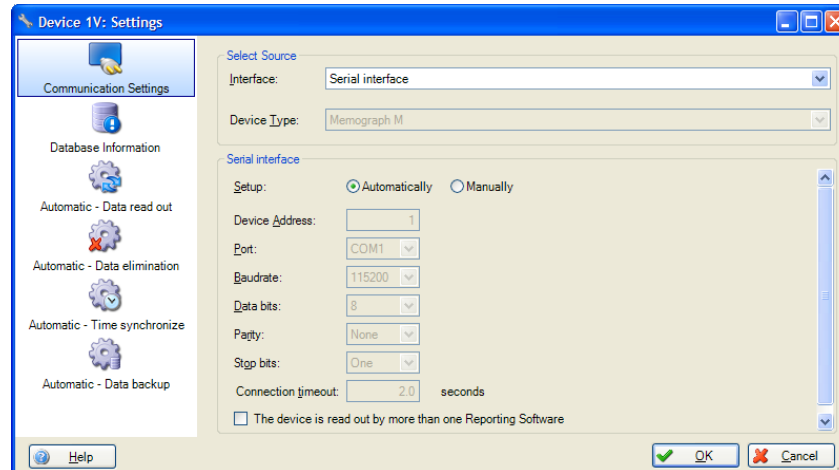 Device 1V: Settings
Communication Settings
Database Information
Automatic - Data read out
Automatic - Data elimination
Automatic - Time synchronize
Automatic - Data backup
Select Source
Interface: Serial interface
Device Type: Memograph M
Serial interface
Setup: Automatically Manually
Device Address: 1
Port: COM1
Baudrate: 115200
Data bits: 8
Parity: None
Stop bits: One
Connection timeout: 2.0 seconds
The device is read out by more than one Reporting Software
Help OK Cancel